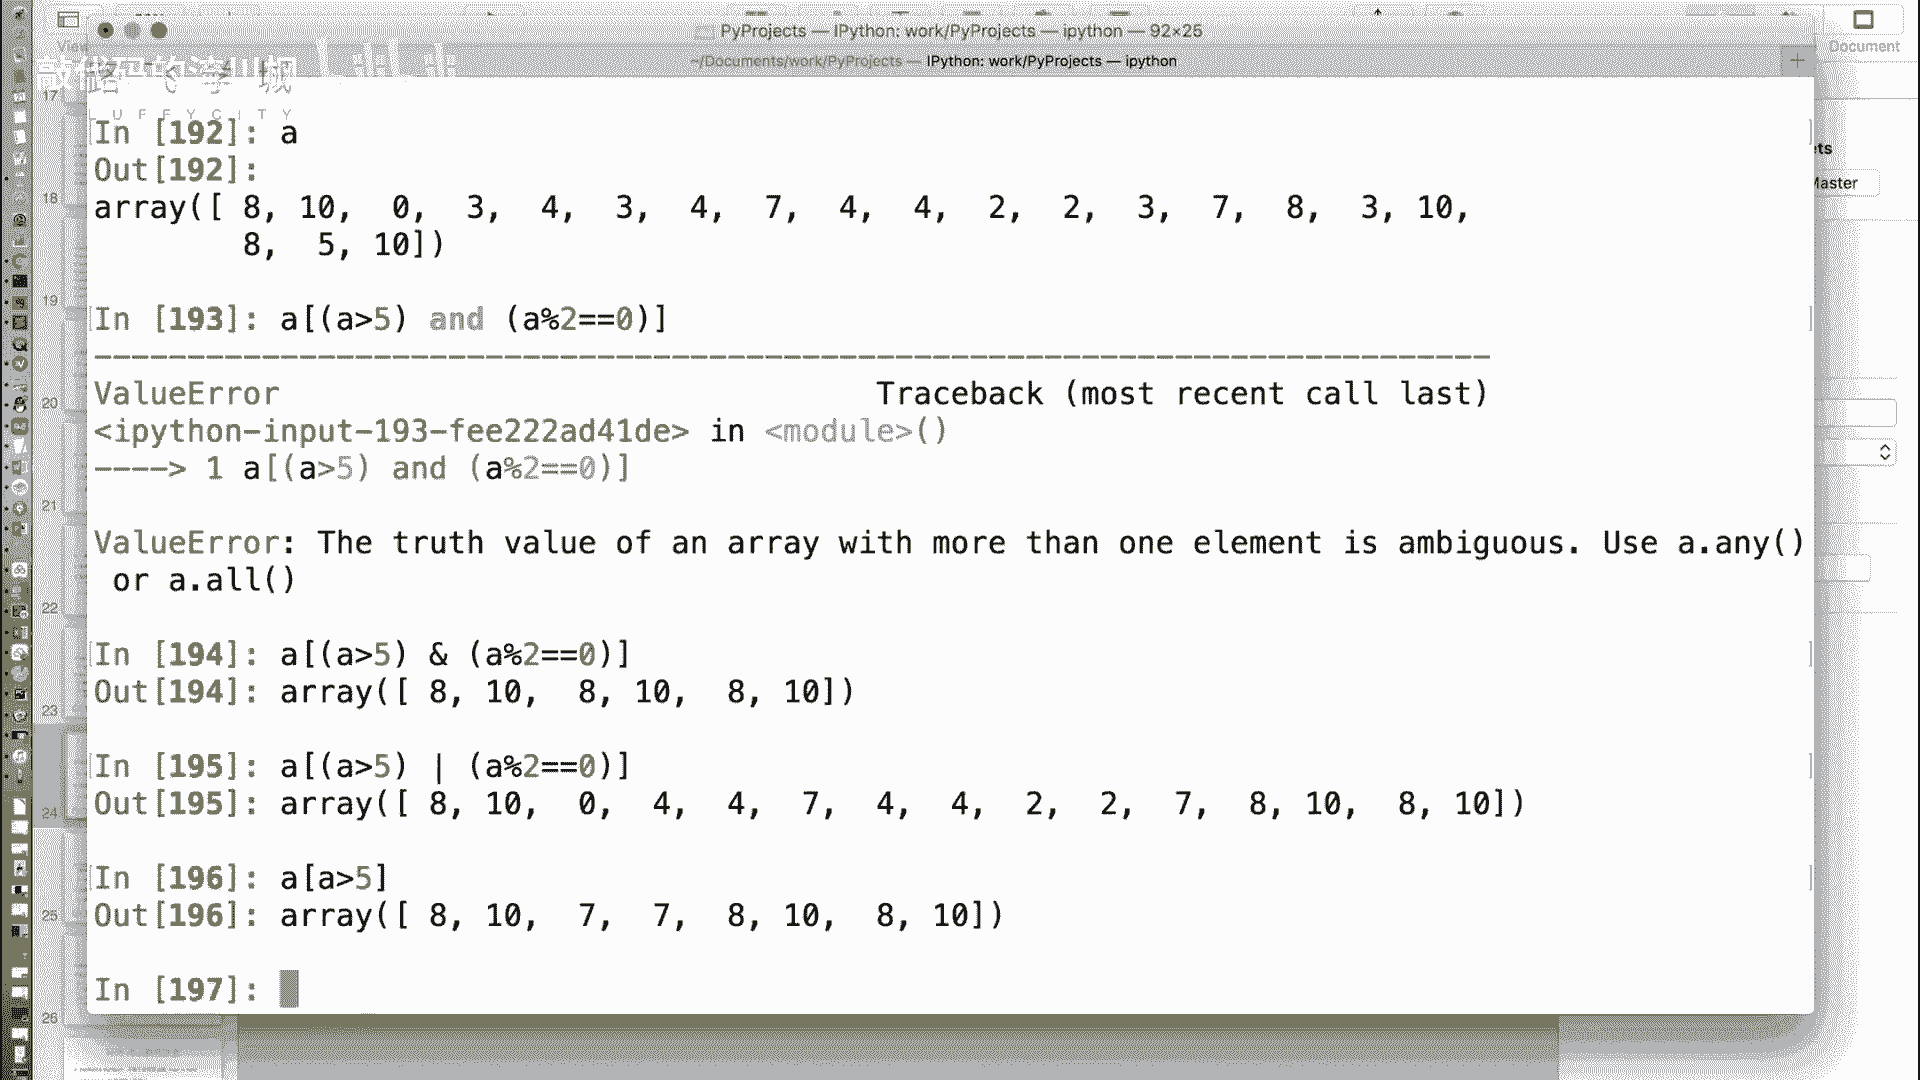 View
Document
PyProjects — IPython: work/PyProjects — ipython — 92×25
~/Documents/work/PyProjects — ipython
IPython: work/PyProjects — ipython
+
LUFFYCITY
ets
Master
17
18
19
20
21
22
23
24
25
26
In [192]: a
Out[192]:
array([ 8, 10,  0,  3,  4,  3,  4,  7,  4,  4,  2,  2,  3,  7,  8,  3, 10,
        8,  5, 10])
In [193]: a[(a>5) and (a%2==0)]
---------------------------------------------------------------------------
ValueError                                Traceback (most recent call last)
<ipython-input-193-fee222ad41de> in <module>()
----> 1 a[(a>5) and (a%2==0)]
ValueError: The truth value of an array with more than one element is ambiguous. Use a.any()
 or a.all()
In [194]: a[(a>5) & (a%2==0)]
Out[194]: array([ 8, 10,  8, 10,  8, 10])
In [195]: a[(a>5) | (a%2==0)]
Out[195]: array([ 8, 10,  0,  4,  4,  7,  4,  4,  2,  2,  7,  8, 10,  8, 10])
In [196]: a[a>5]
Out[196]: array([ 8, 10,  7,  7,  8, 10,  8, 10])
In [197]: